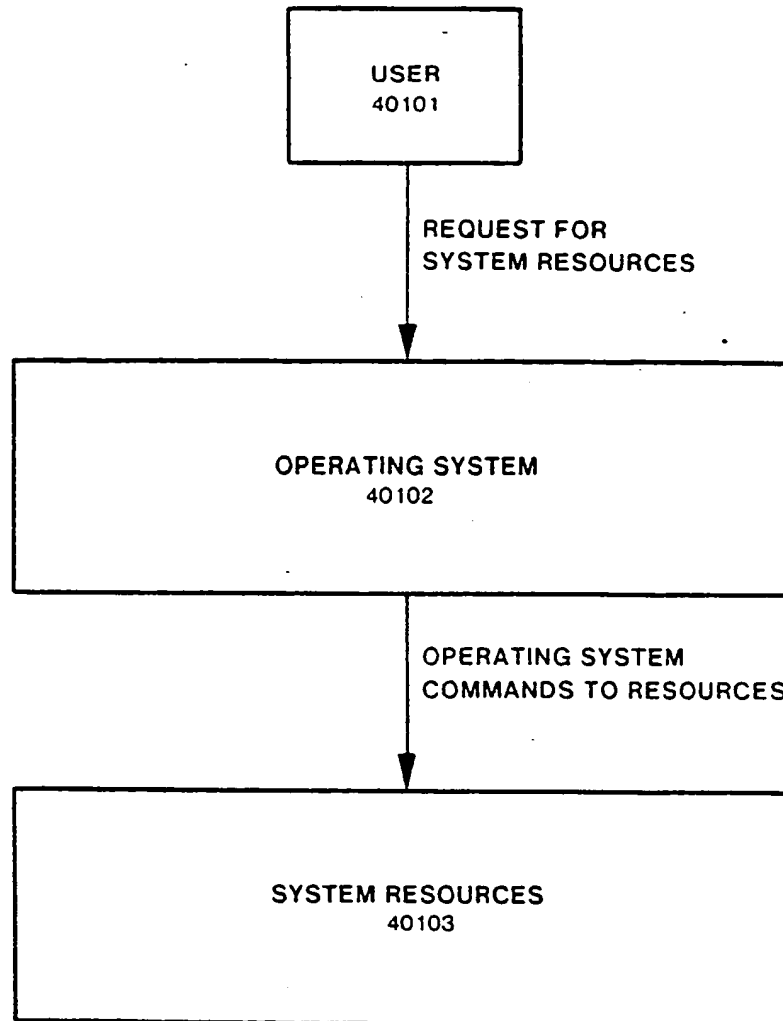 USER
40101
REQUEST FOR
SYSTEM RESOURCES
OPERATING SYSTEM
40102
OPERATING SYSTEM
COMMANDS TO RESOURCES
SYSTEM RESOURCES
40103